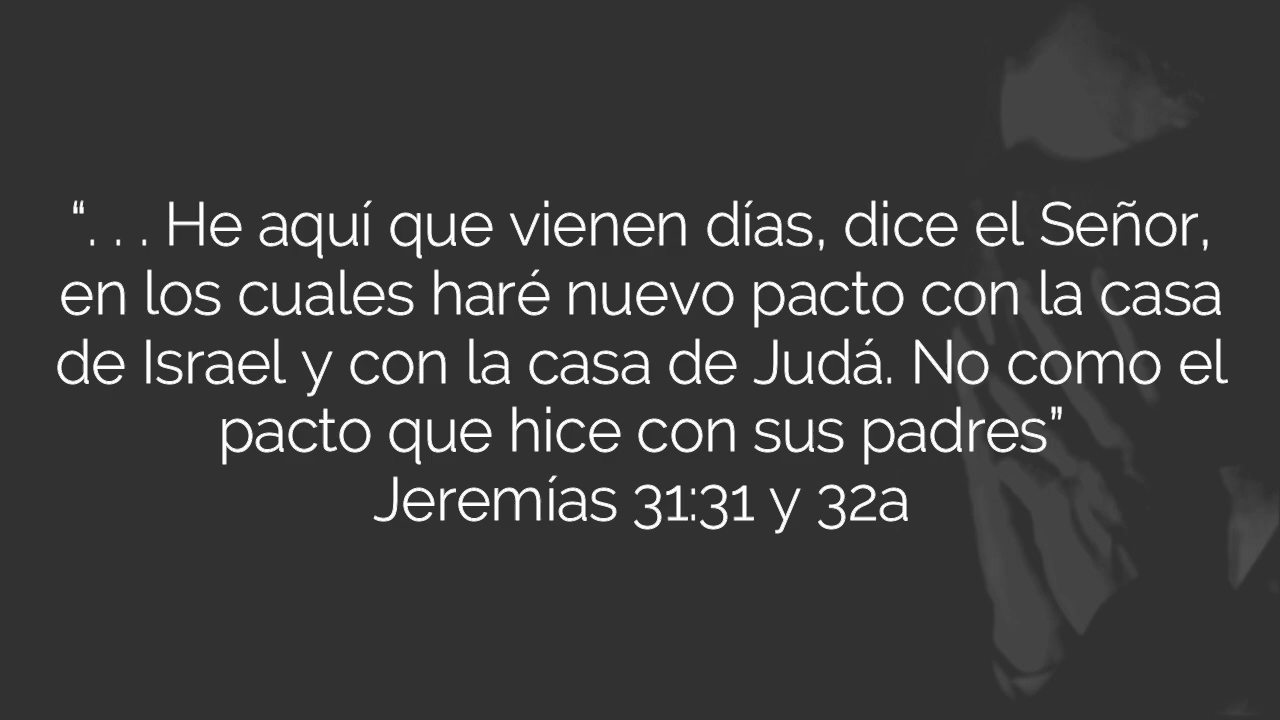 “. . . He aquí que vienen días, dice el Señor,
en los cuales haré nuevo pacto con la casa
de Israel y con la casa de Judá. No como el
pacto que hice con sus padres”
Jeremías 31:31 y 32a